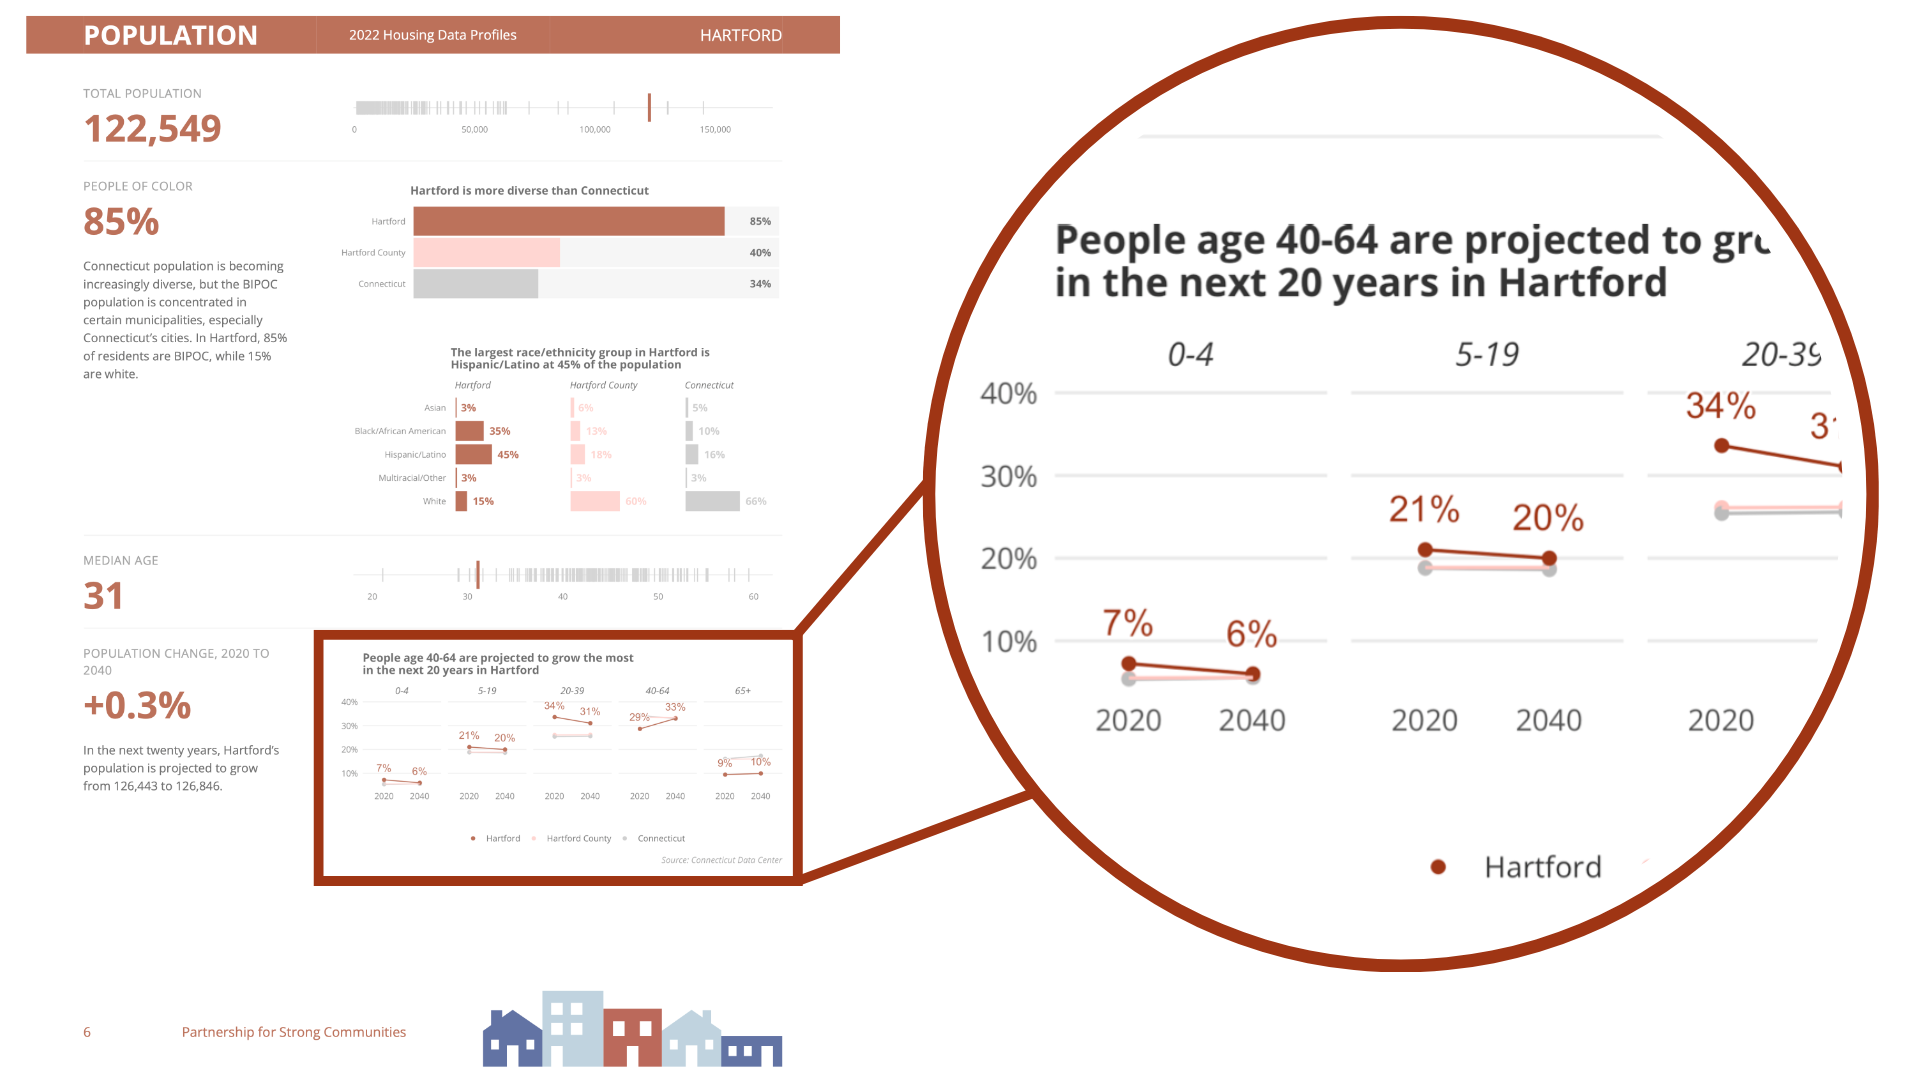 POPULATION
2022 Housing Data Profiles
HARTFORD
TOTAL POPULATION
122,549
0 50,000 100,000 150,000
PEOPLE OF COLOR
85%
Connecticut population is becoming
increasingly diverse, but the BIPOC
population is concentrated in
certain municipalities, especially
Connecticut's cities. In Hartford, 85%
of residents are BIPOC, while 15%
are white.
Hartford is more diverse than Connecticut
Hartford 85%
Hartford County 40%
Connecticut 34%
The largest race/ethnicity group in Hartford is
Hispanic/Latino at 45% of the population
Hartford Hartford County Connecticut
Asian 3% 6% 5%
Black/African American 35% 13% 10%
Hispanic/Latino 45% 18% 16%
Multiracial/Other 3% 3% 3%
White 15% 60% 66%
MEDIAN AGE
31
20 30 40 50 60
POPULATION CHANGE, 2020 TO
2040
+0.3%
In the next twenty years, Hartford's
population is projected to grow
from 126,443 to 126,846.
People age 40-64 are projected to grow the most
in the next 20 years in Hartford
0-4 5-19 20-39 40-64 65+
40%
30%
20%
10%
7% 6%
21% 20%
34% 31%
29% 33%
9% 10%
2020 2040 2020 2040 2020 2040 2020 2040 2020 2040
Hartford Hartford County Connecticut
Source: Connecticut Data Center
6
Partnership for Strong Communities
People age 40-64 are projected to
in the next 20 years in Hartford
0-4 5-19 20-39
40%
30%
20%
10%
7% 6%
21% 20%
34%
2020 2040 2020 2040 2020
Hartford